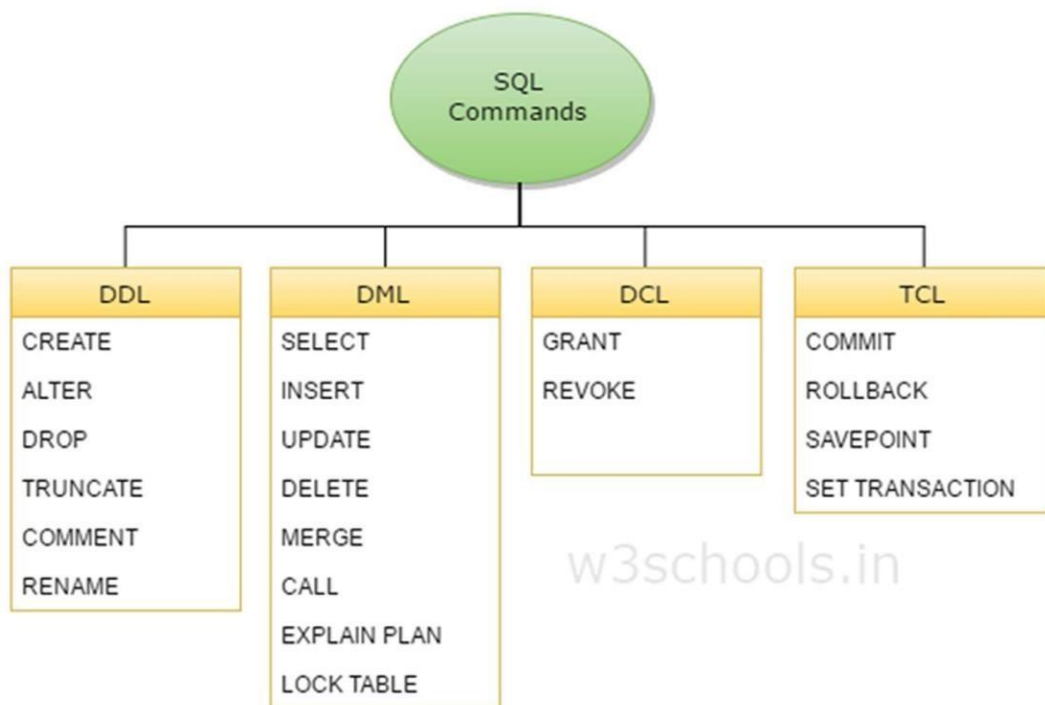 SQL
Commands
DDL
CREATE
ALTER
DROP
TRUNCATE
COMMENT
RENAME
DML
SELECT
INSERT
UPDATE
DELETE
MERGE
CALL
EXPLAIN PLAN
LOCK TABLE
DCL
GRANT
REVOKE
TCL
COMMIT
ROLLBACK
SAVEPOINT
SET TRANSACTION
w3schools.in